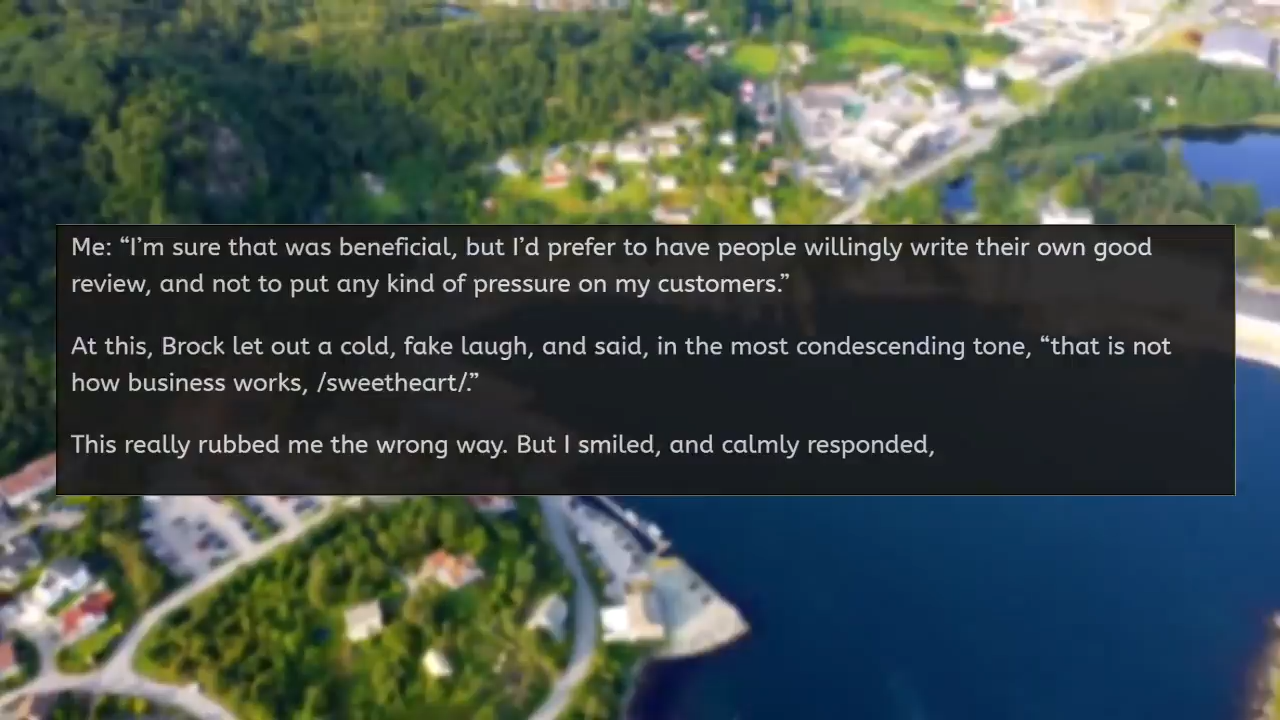 Me: “I’m sure that was beneficial, but I’d prefer to have people willingly write their own good
review, and not to put any kind of pressure on my customers.”
At this, Brock let out a cold, fake laugh, and said, in the most condescending tone, “that is not
how business works, /sweetheart/.”
This really rubbed me the wrong way. But I smiled, and calmly responded,